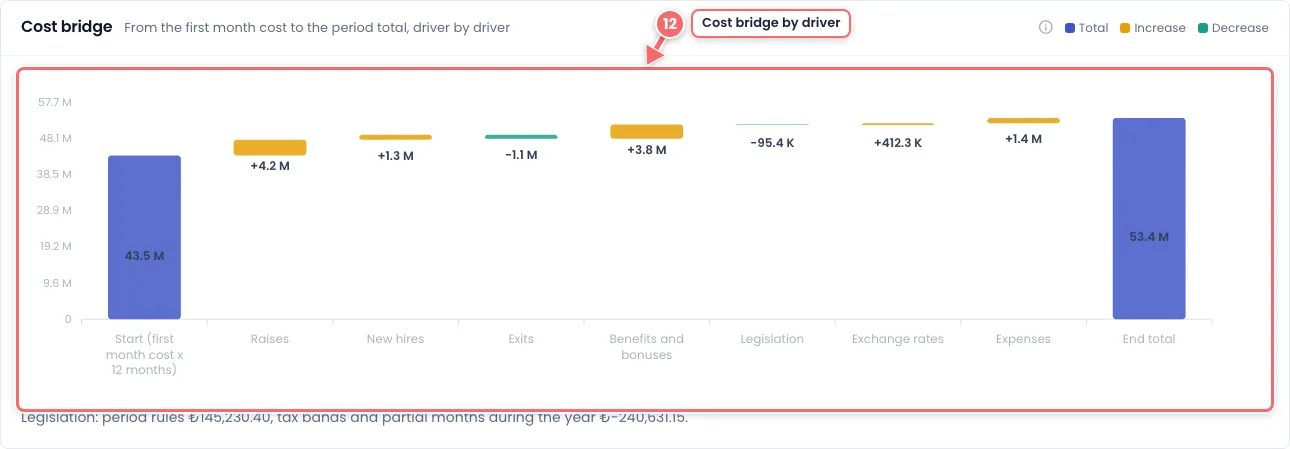 Cost bridge From the first month cost to the period total, driver by driver
12 Cost bridge by driver
Total Increase Decrease
57.7 M
48.1 M
38.5 M
28.9 M
19.2 M
9.6 M
0
43.5 M
+4.2 M
+1.3 M
-1.1 M
+3.8 M
-95.4 K
+412.3 K
+1.4 M
53.4 M
Start (first
month cost x
12 months)
Raises
New hires
Exits
Benefits and
bonuses
Legislation
Exchange rates
Expenses
End total
Legislation: period rules ₺145,230.40, tax bands and partial months during the year ₺-240,631.15.